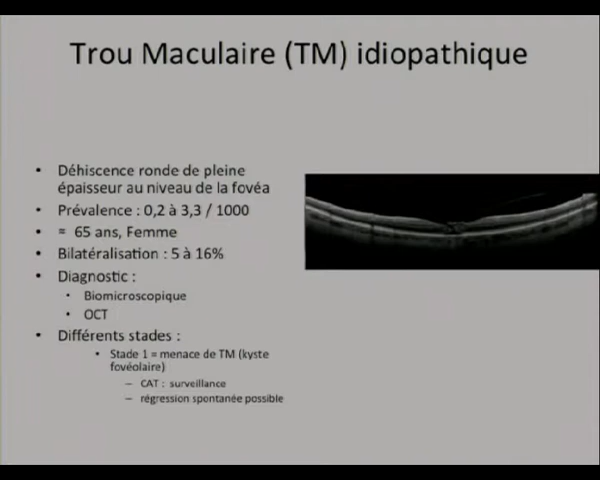 Trou Maculaire (TM) idiopathique
• Déhiscence ronde de pleine
épaisseur au niveau de la fovéa
• Prévalence : 0,2 à 3,3 / 1000
• = 65 ans, Femme
• Bilatéralisation : 5 à 16%
• Diagnostic :
• Biomicroscopique
• OCT
• Différents stades :
• Stade 1 = menace de TM (kyste
fovéolaire)
– CAT : surveillance
– régression spontanée possible